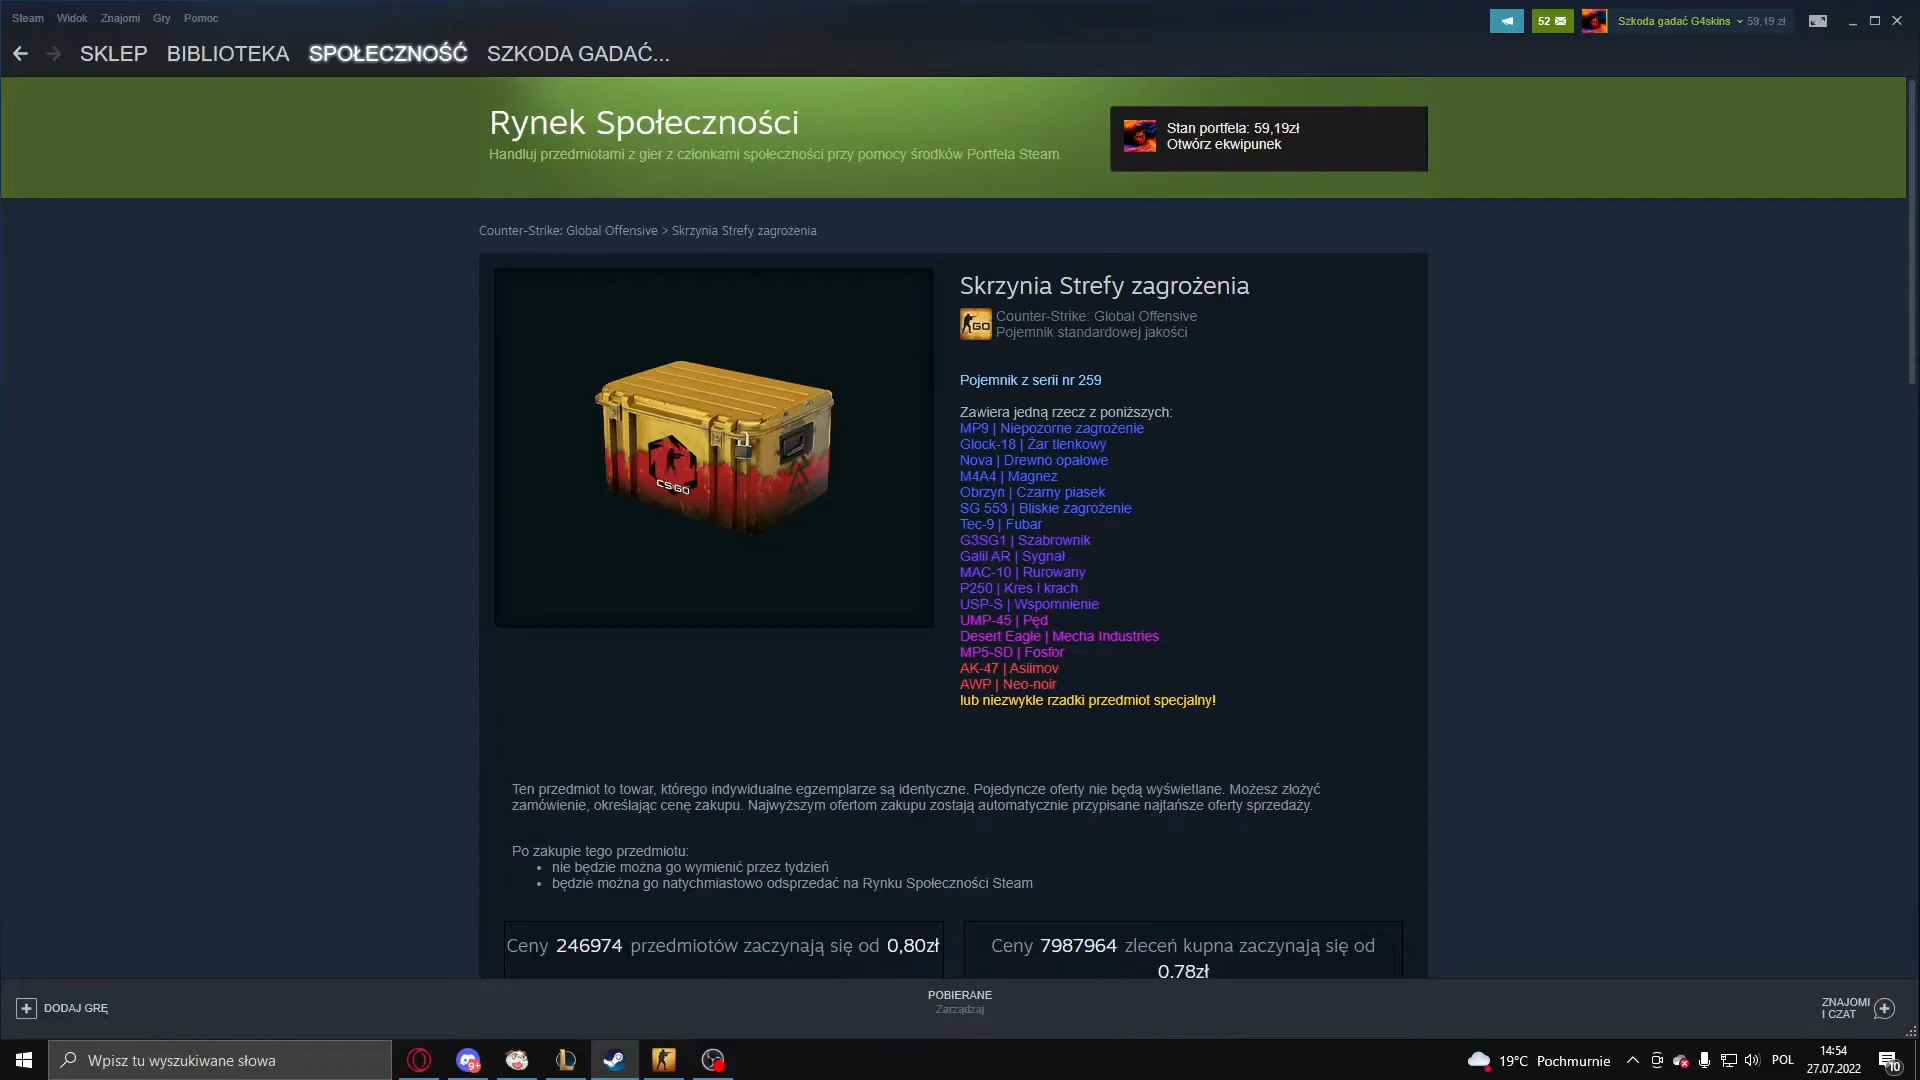 Steam Widok Znajomi Gry Pomoc
52 Szkoda gadać G4skins 59,19 zł
SKLEP BIBLIOTEKA SPOŁECZNOŚĆ SZKODA GADAĆ...
Rynek Społeczności
Handluj przedmiotami z gier z członkami społeczności przy pomocy środków Portfela Steam.
Stan portfela: 59,19zł
Otwórz ekwipunek
Counter-Strike: Global Offensive > Skrzynia Strefy zagrożenia
CS:GO
Skrzynia Strefy zagrożenia
GO
Counter-Strike: Global Offensive
Pojemnik standardowej jakości
Pojemnik z serii nr 259
Zawiera jedną rzecz z poniższych:
MP9 | Niepozorne zagrożenie
Glock-18 | Żar tlenkowy
Nova | Drewno opałowe
M4A4 | Magnez
Obrzyn | Czarny piasek
SG 553 | Bliskie zagrożenie
Tec-9 | Fubar
G3SG1 | Szabrownik
Galil AR | Sygnał
MAC-10 | Rurowany
P250 | Kres i krach
USP-S | Wspomnienie
UMP-45 | Pęd
Desert Eagle | Mecha Industries
MP5-SD | Fosfor
AK-47 | Asiimov
AWP | Neo-noir
lub niezwykle rzadki przedmiot specjalny!
Ten przedmiot to towar, którego indywidualne egzemplarze są identyczne. Pojedyncze oferty nie będą wyświetlane. Możesz złożyć
zamówienie, określając cenę zakupu. Najwyższym ofertom zakupu zostają automatycznie przypisane najtańsze oferty sprzedaży.
Po zakupie tego przedmiotu:
• nie będzie można go wymienić przez tydzień
• będzie można go natychmiastowo odsprzedać na Rynku Społeczności Steam
Ceny 246974 przedmiotów zaczynają się od 0,80zł
Ceny 7987964 zleceń kupna zaczynają się od
0,78zł
DODAJ GRĘ
POBIERANE
Zarządzaj
ZNAJOMI
I CZAT
Wpisz tu wyszukiwane słowa
9+
19°C Pochmurnie
POL
14:54
27.07.2022
10